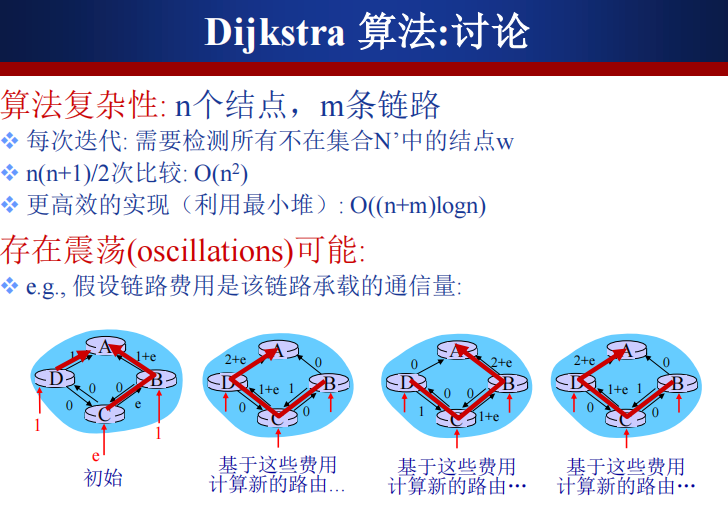 Dijkstra 算法:讨论
算法复杂性: n个结点，m条链路
每次迭代: 需要检测所有不在集合N’中的结点w
n(n+1)/2次比较: O(n²)
更高效的实现（利用最小堆）: O((n+m)logn)
存在震荡(oscillations)可能:
e.g., 假设链路费用是该链路承载的通信量:
A
1+e
D
0
0
B
0
e
C
1
1
e
初始
2+e
A
0
D
1+e
1
B
0
0
C
基于这些费用
计算新的路由…
0
A
2+e
D
0
0
B
1
1+e
C
基于这些费用
计算新的路由…
2+e
A
0
D
1+e
1
B
0
0
C
基于这些费用
计算新的路由…